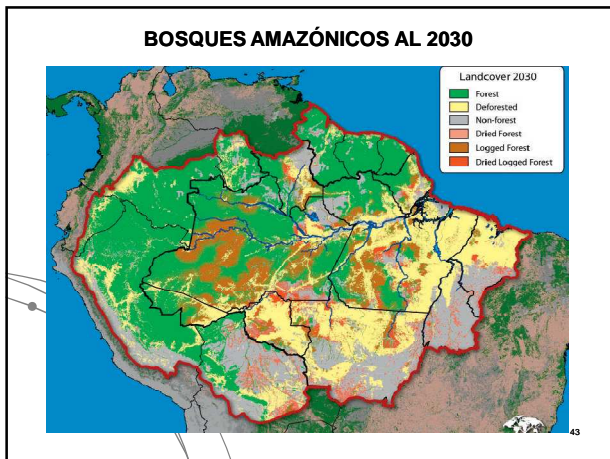 BOSQUES AMAZÓNICOS AL 2030
Landcover 2030
Forest
Deforested
Non-forest
Dried Forest
Logged Forest
Dried Logged Forest
43